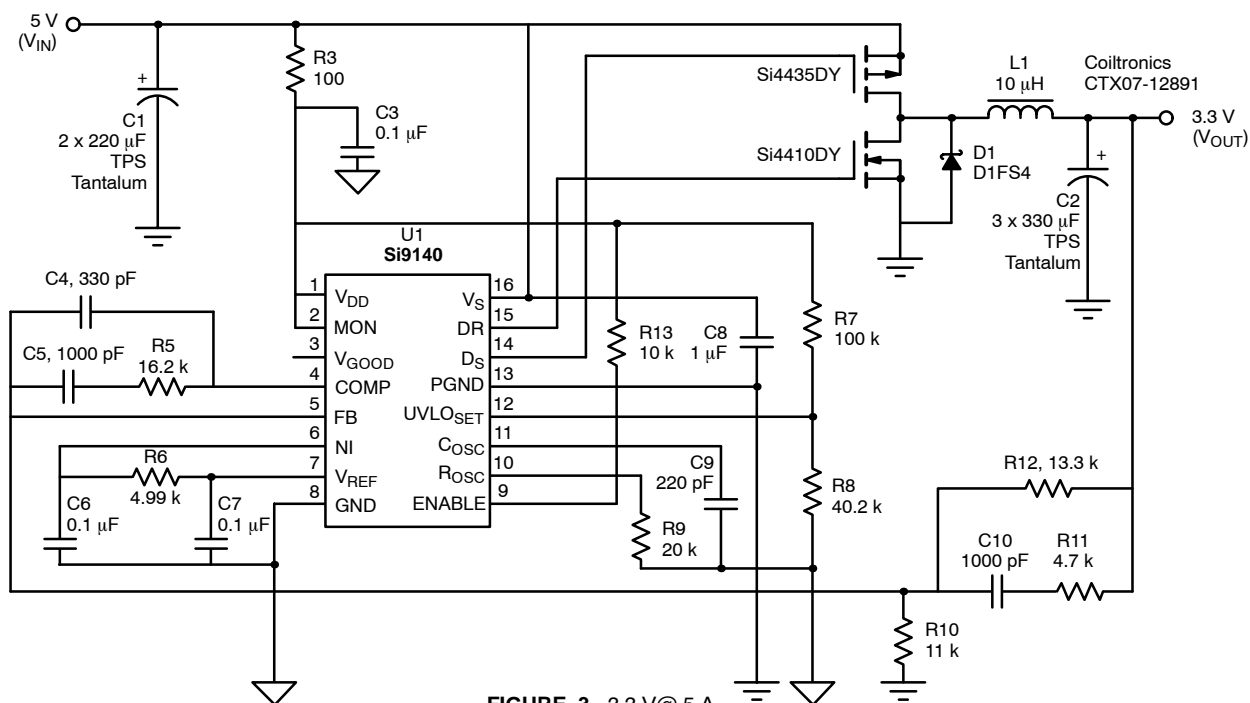 5 V
(VIN)
R3
100
C3
0.1 μF
+
C1
2 x 220 μF
TPS
Tantalum
Si4435DY
Si4410DY
L1
10 μH
Coiltronics
CTX07-12891
3.3 V
(VOUT)
D1
D1FS4
+
C2
3 x 330 μF
TPS
Tantalum
U1
Si9140
1
VDD
2
MON
3
VGOOD
4
COMP
5
FB
6
NI
7
VREF
8
GND
16
VS
15
DR
14
DS
13
PGND
12
UVLOSET
11
COSC
10
ROSC
9
ENABLE
C4, 330 pF
C5, 1000 pF
R5
16.2 k
R6
4.99 k
C6
0.1 μF
C7
0.1 μF
R13
10 k
C8
1 μF
R7
100 k
C9
220 pF
R9
20 k
R8
40.2 k
R12, 13.3 k
C10
1000 pF
R11
4.7 k
R10
11 k